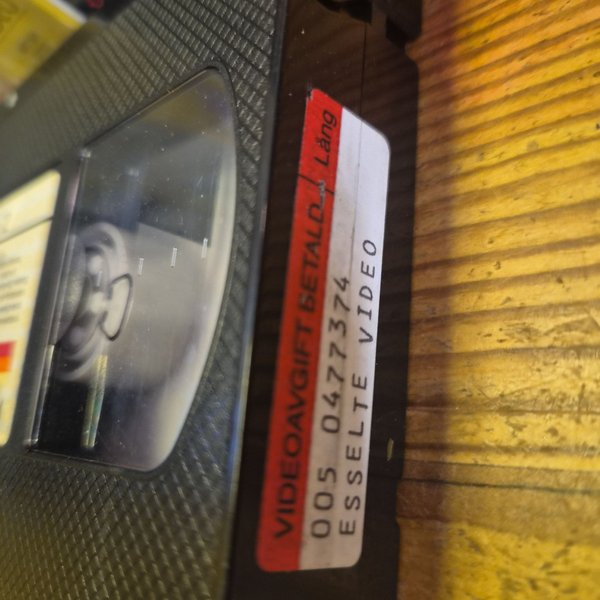 VIDEOAVGIFT BETALD Lång
005 0477374
ESSELTE VIDEO